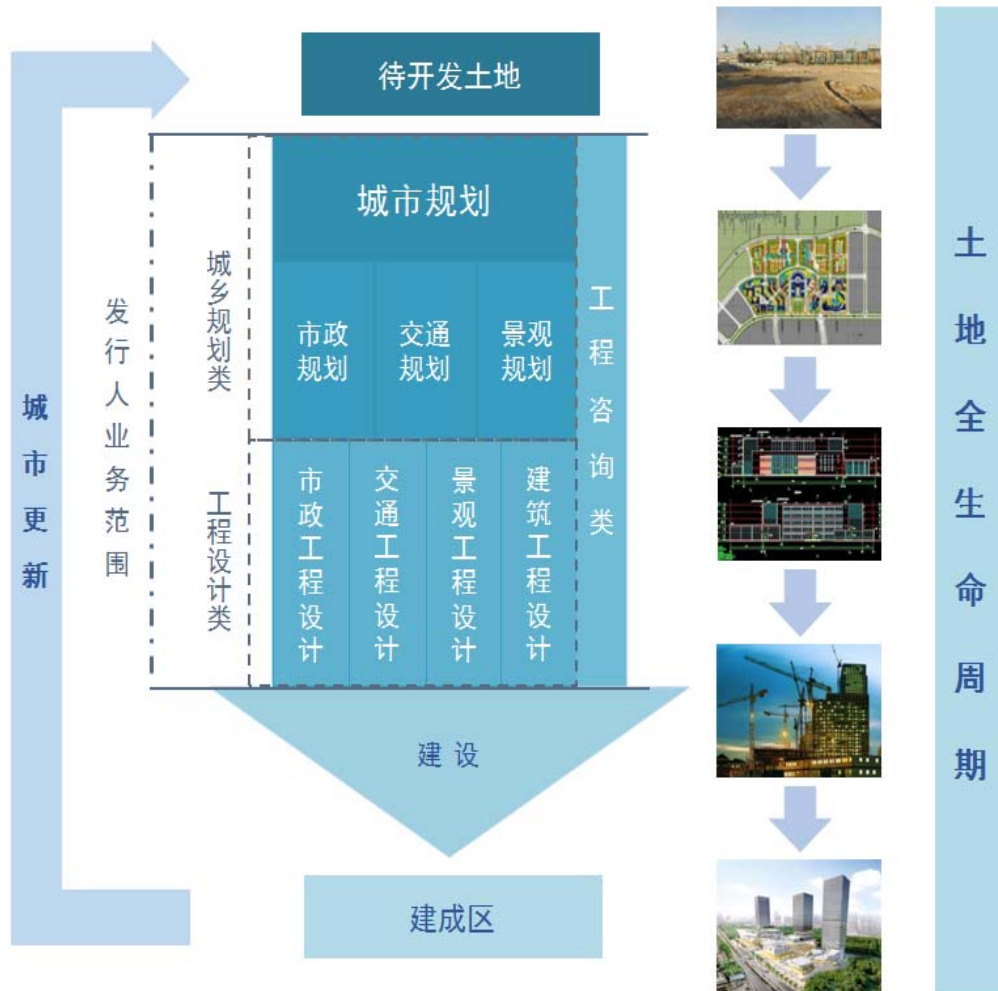 待开发土地
城市规划
市政
规划
交通
规划
景观
规划
市政工程设计
交通工程设计
景观工程设计
建筑工程设计
工程咨询类
城乡规划类
工程设计类
发行人业务范围
城市更新
建设
建成区
土地全生命周期